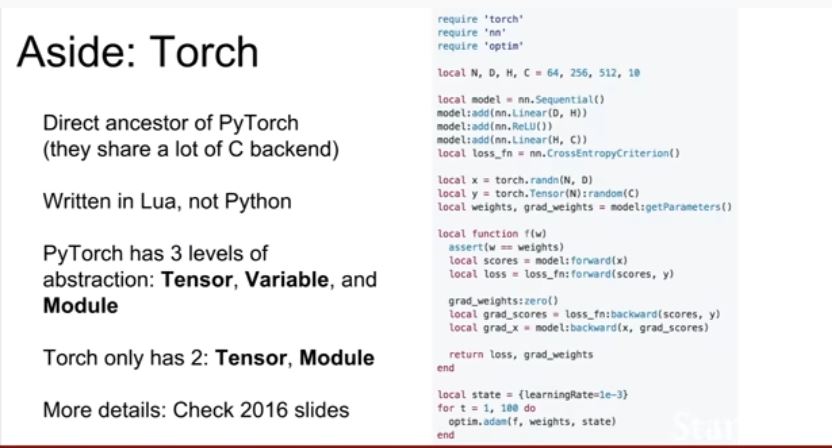 Aside: Torch
Direct ancestor of PyTorch
(they share a lot of C backend)
Written in Lua, not Python
PyTorch has 3 levels of
abstraction: Tensor, Variable, and
Module
Torch only has 2: Tensor, Module
More details: Check 2016 slides
require 'torch'
require 'nn'
require 'optim'
local N, D, H, C = 64, 256, 512, 10
local model = nn.Sequential()
model:add(nn.Linear(D, H))
model:add(nn.ReLU())
model:add(nn.Linear(H, C))
local loss_fn = nn.CrossEntropyCriterion()
local x = torch.randn(N, D)
local y = torch.Tensor(N):random(C)
local weights, grad_weights = model:getParameters()
local function f(w)
assert(w == weights)
local scores = model:forward(x)
local loss = loss_fn:forward(scores, y)
grad_weights:zero()
local grad_scores = loss_fn:backward(scores, y)
local grad_x = model:backward(x, grad_scores)
return loss, grad_weights
end
local state = {learningRate=1e-3}
for t = 1, 100 do
optim.adam(f, weights, state)
end